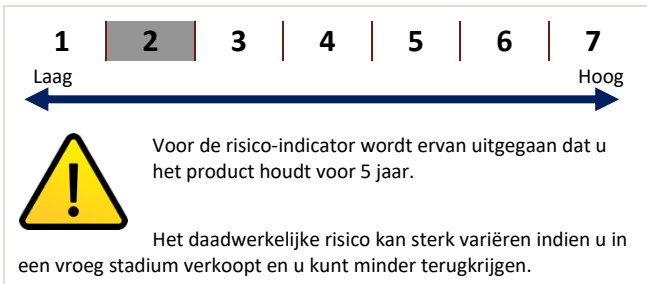 1 2 3 4 5 6 7
Laag Hoog
Voor de risico-indicator wordt ervan uitgegaan dat u
het product houdt voor 5 jaar.
Het daadwerkelijke risico kan sterk variëren indien u in
een vroeg stadium verkoopt en u kunt minder terugkrijgen.